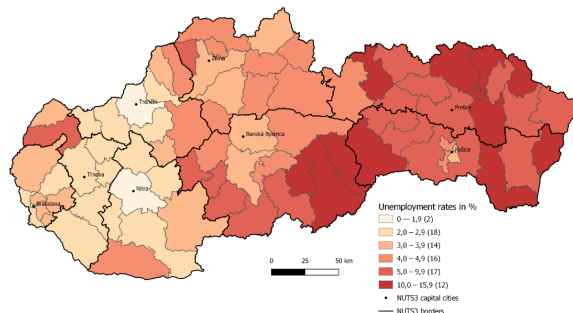 Žilina
Trenčín
Prešov
Banská Bystrica
Košice
Trnava
Nitra
Bratislava
Unemployment rates in %
0 — 1,9 (2)
2,0 – 2,9 (18)
3,0 – 3,9 (14)
4,0 – 4,9 (16)
5,0 – 9,9 (17)
10,0 – 15,9 (12)
NUTS3 capital cities
NUTS3 borders
0 25 50 km